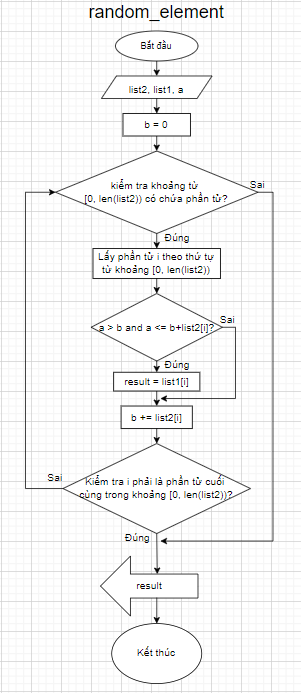 random_element
Bắt đầu
list2, list1, a
b = 0
kiểm tra khoảng từ
[0, len(list2)) có chứa phần tử?
Sai
Đúng
Lấy phần tử i theo thứ tự
từ khoảng [0, len(list2))
a > b and a <= b+list2[i]?
Sai
Đúng
result = list1[i]
b += list2[i]
Sai
Kiểm tra i phải là phần tử cuối
cùng trong khoảng [0, len(list2))?
Đúng
result
Kết thúc